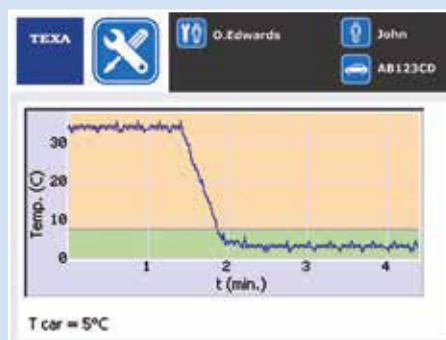 TEXA
O.Edwards
John
AB123CD
Temp. (C)
30
20
10
0
1 2 3 4
t (min.)
T car = 5°C